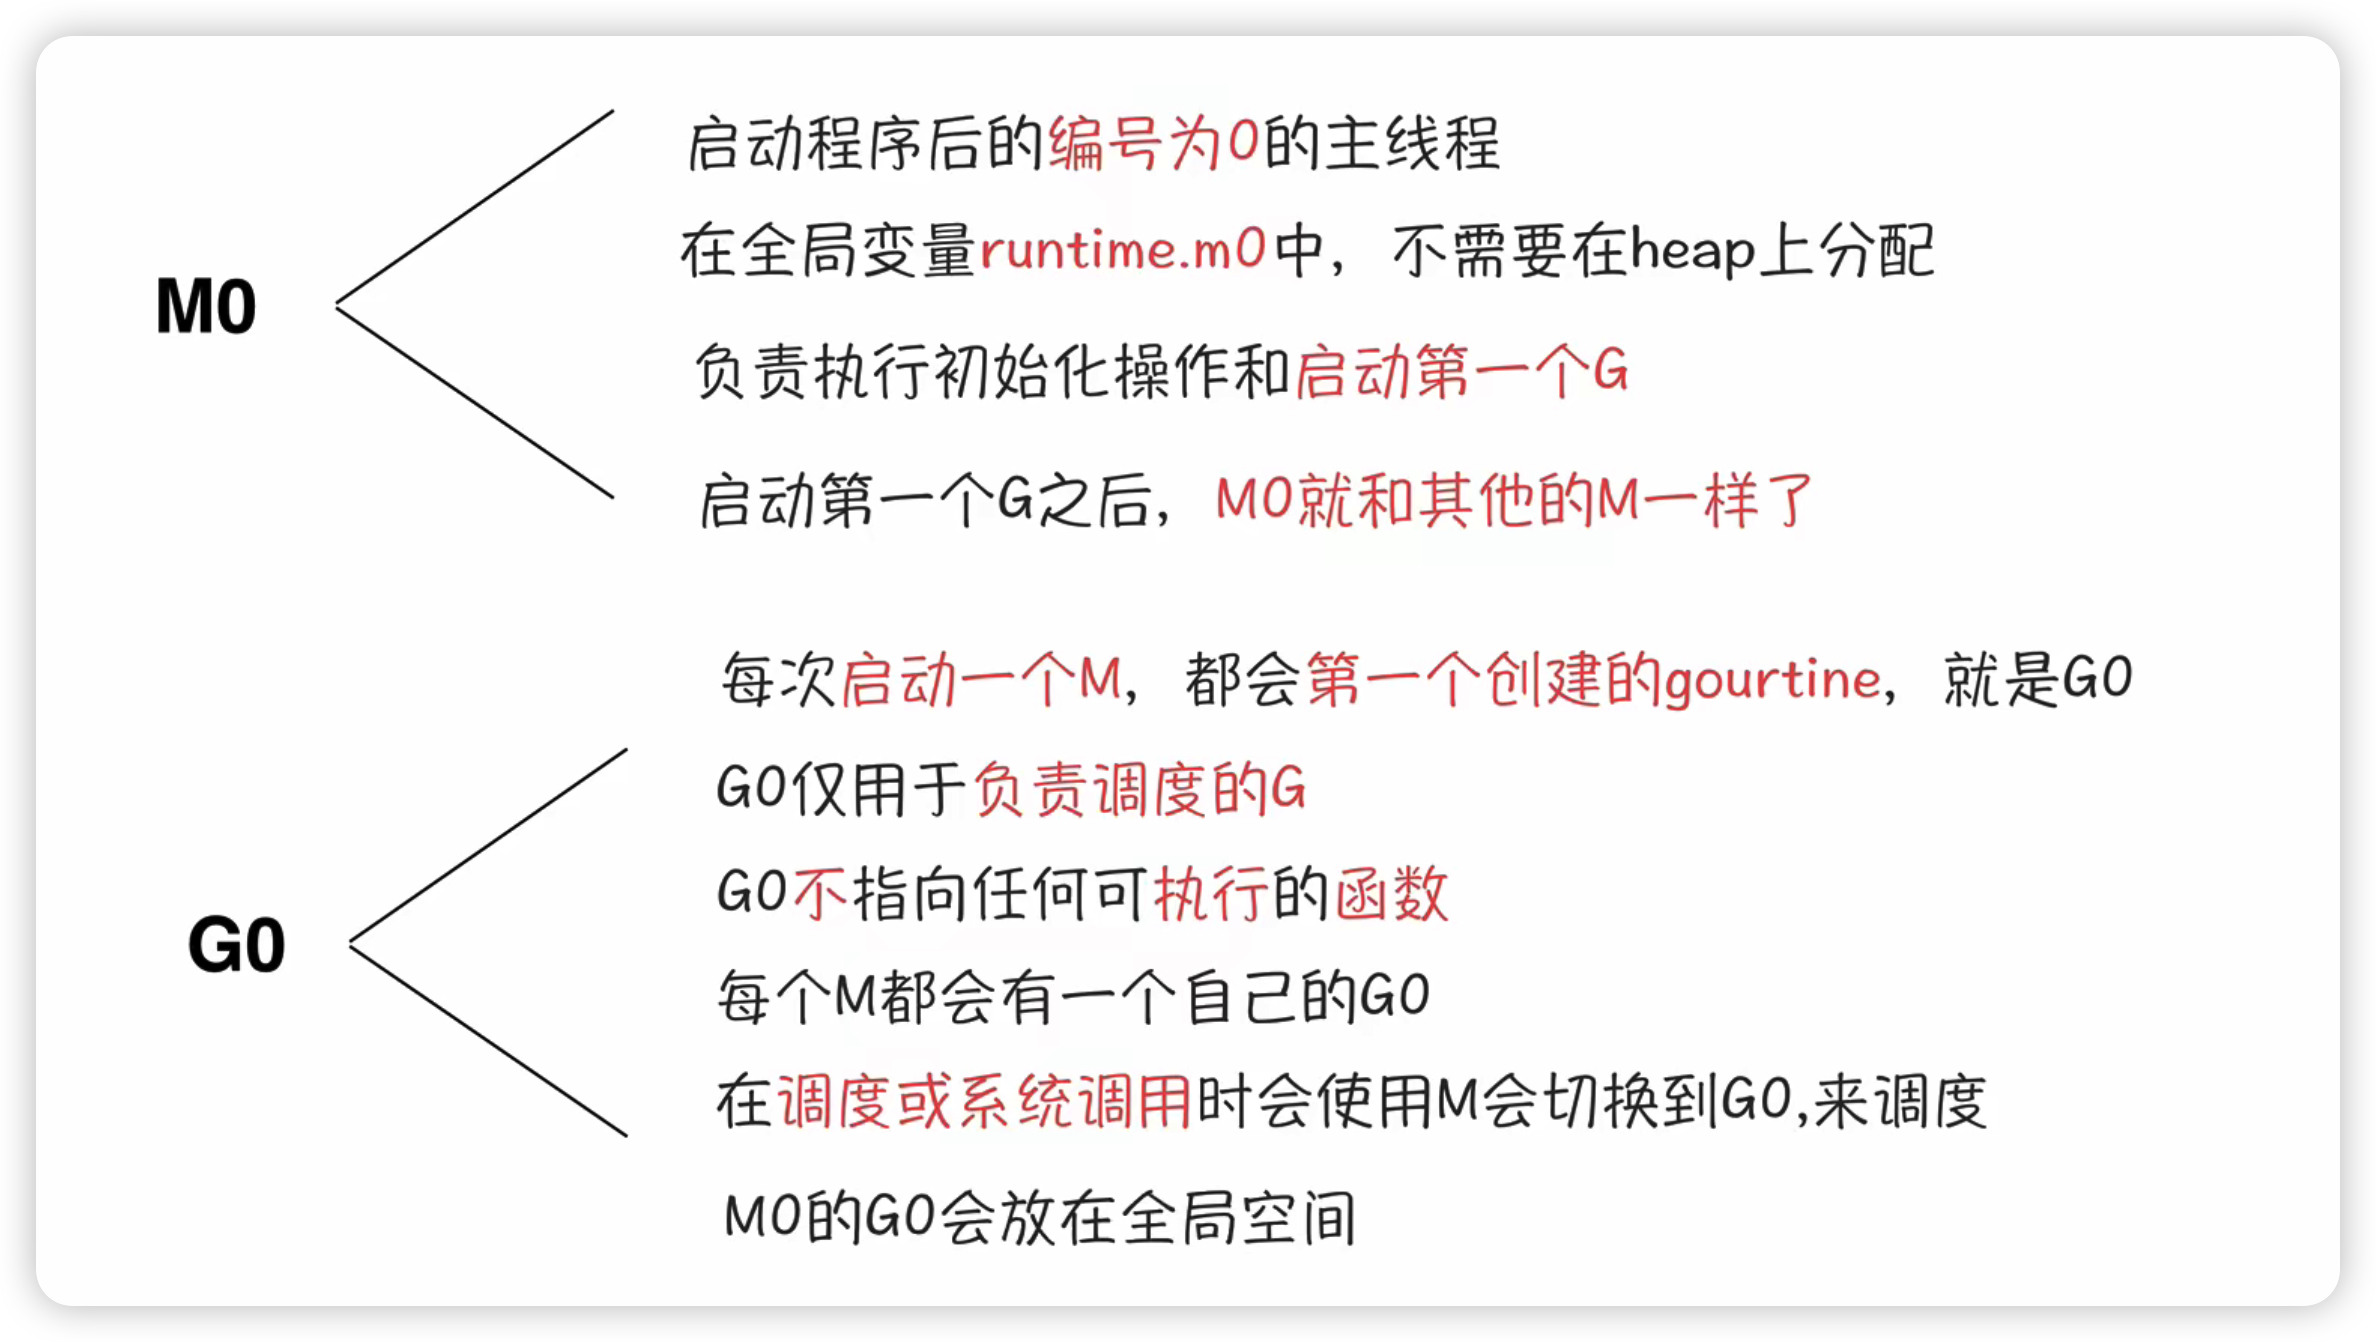 M0
启动程序后的编号为0的主线程
在全局变量runtime.m0中，不需要在heap上分配
负责执行初始化操作和启动第一个G
启动第一个G之后，M0就和其他的M一样了
G0
每次启动一个M，都会第一个创建的gourtine，就是G0
G0仅用于负责调度的G
G0不指向任何可执行的函数
每个M都会有一个自己的G0
在调度或系统调用时会使用M会切换到G0,来调度
M0的G0会放在全局空间